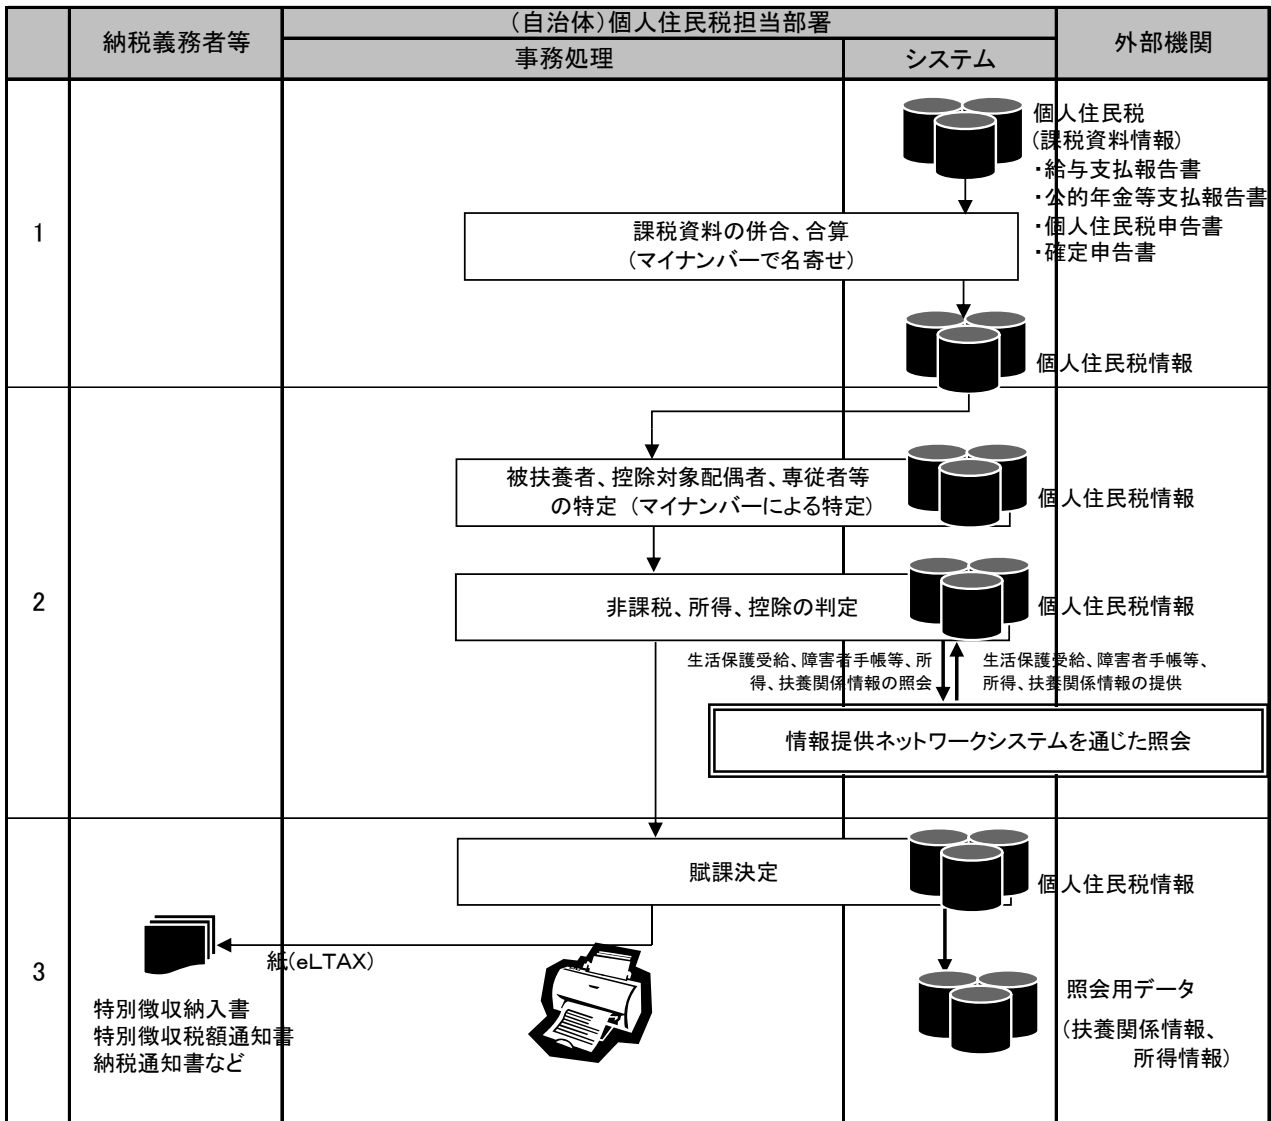 納税義務者等
(自治体)個人住民税担当部署
外部機関
事務処理
システム
1
個人住民税
(課税資料情報)
・給与支払報告書
・公的年金等支払報告書
・個人住民税申告書
・確定申告書
課税資料の併合、合算
(マイナンバーで名寄せ)
個人住民税情報
2
被扶養者、控除対象配偶者、専従者等
の特定 (マイナンバーによる特定)
個人住民税情報
非課税、所得、控除の判定
個人住民税情報
生活保護受給、障害者手帳等、所
得、扶養関係情報の照会
生活保護受給、障害者手帳等、
所得、扶養関係情報の提供
情報提供ネットワークシステムを通じた照会
3
賦課決定
個人住民税情報
紙(eLTAX)
特別徴収納入書
特別徴収税額通知書
納税通知書など
照会用データ
(扶養関係情報、
所得情報)